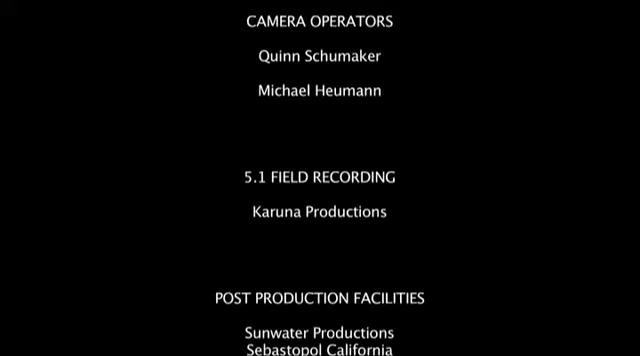 CAMERA OPERATORS
Quinn Schumaker
Michael Heumann
5.1 FIELD RECORDING
Karuna Productions
POST PRODUCTION FACILITIES
Sunwater Productions
Sebastopol California